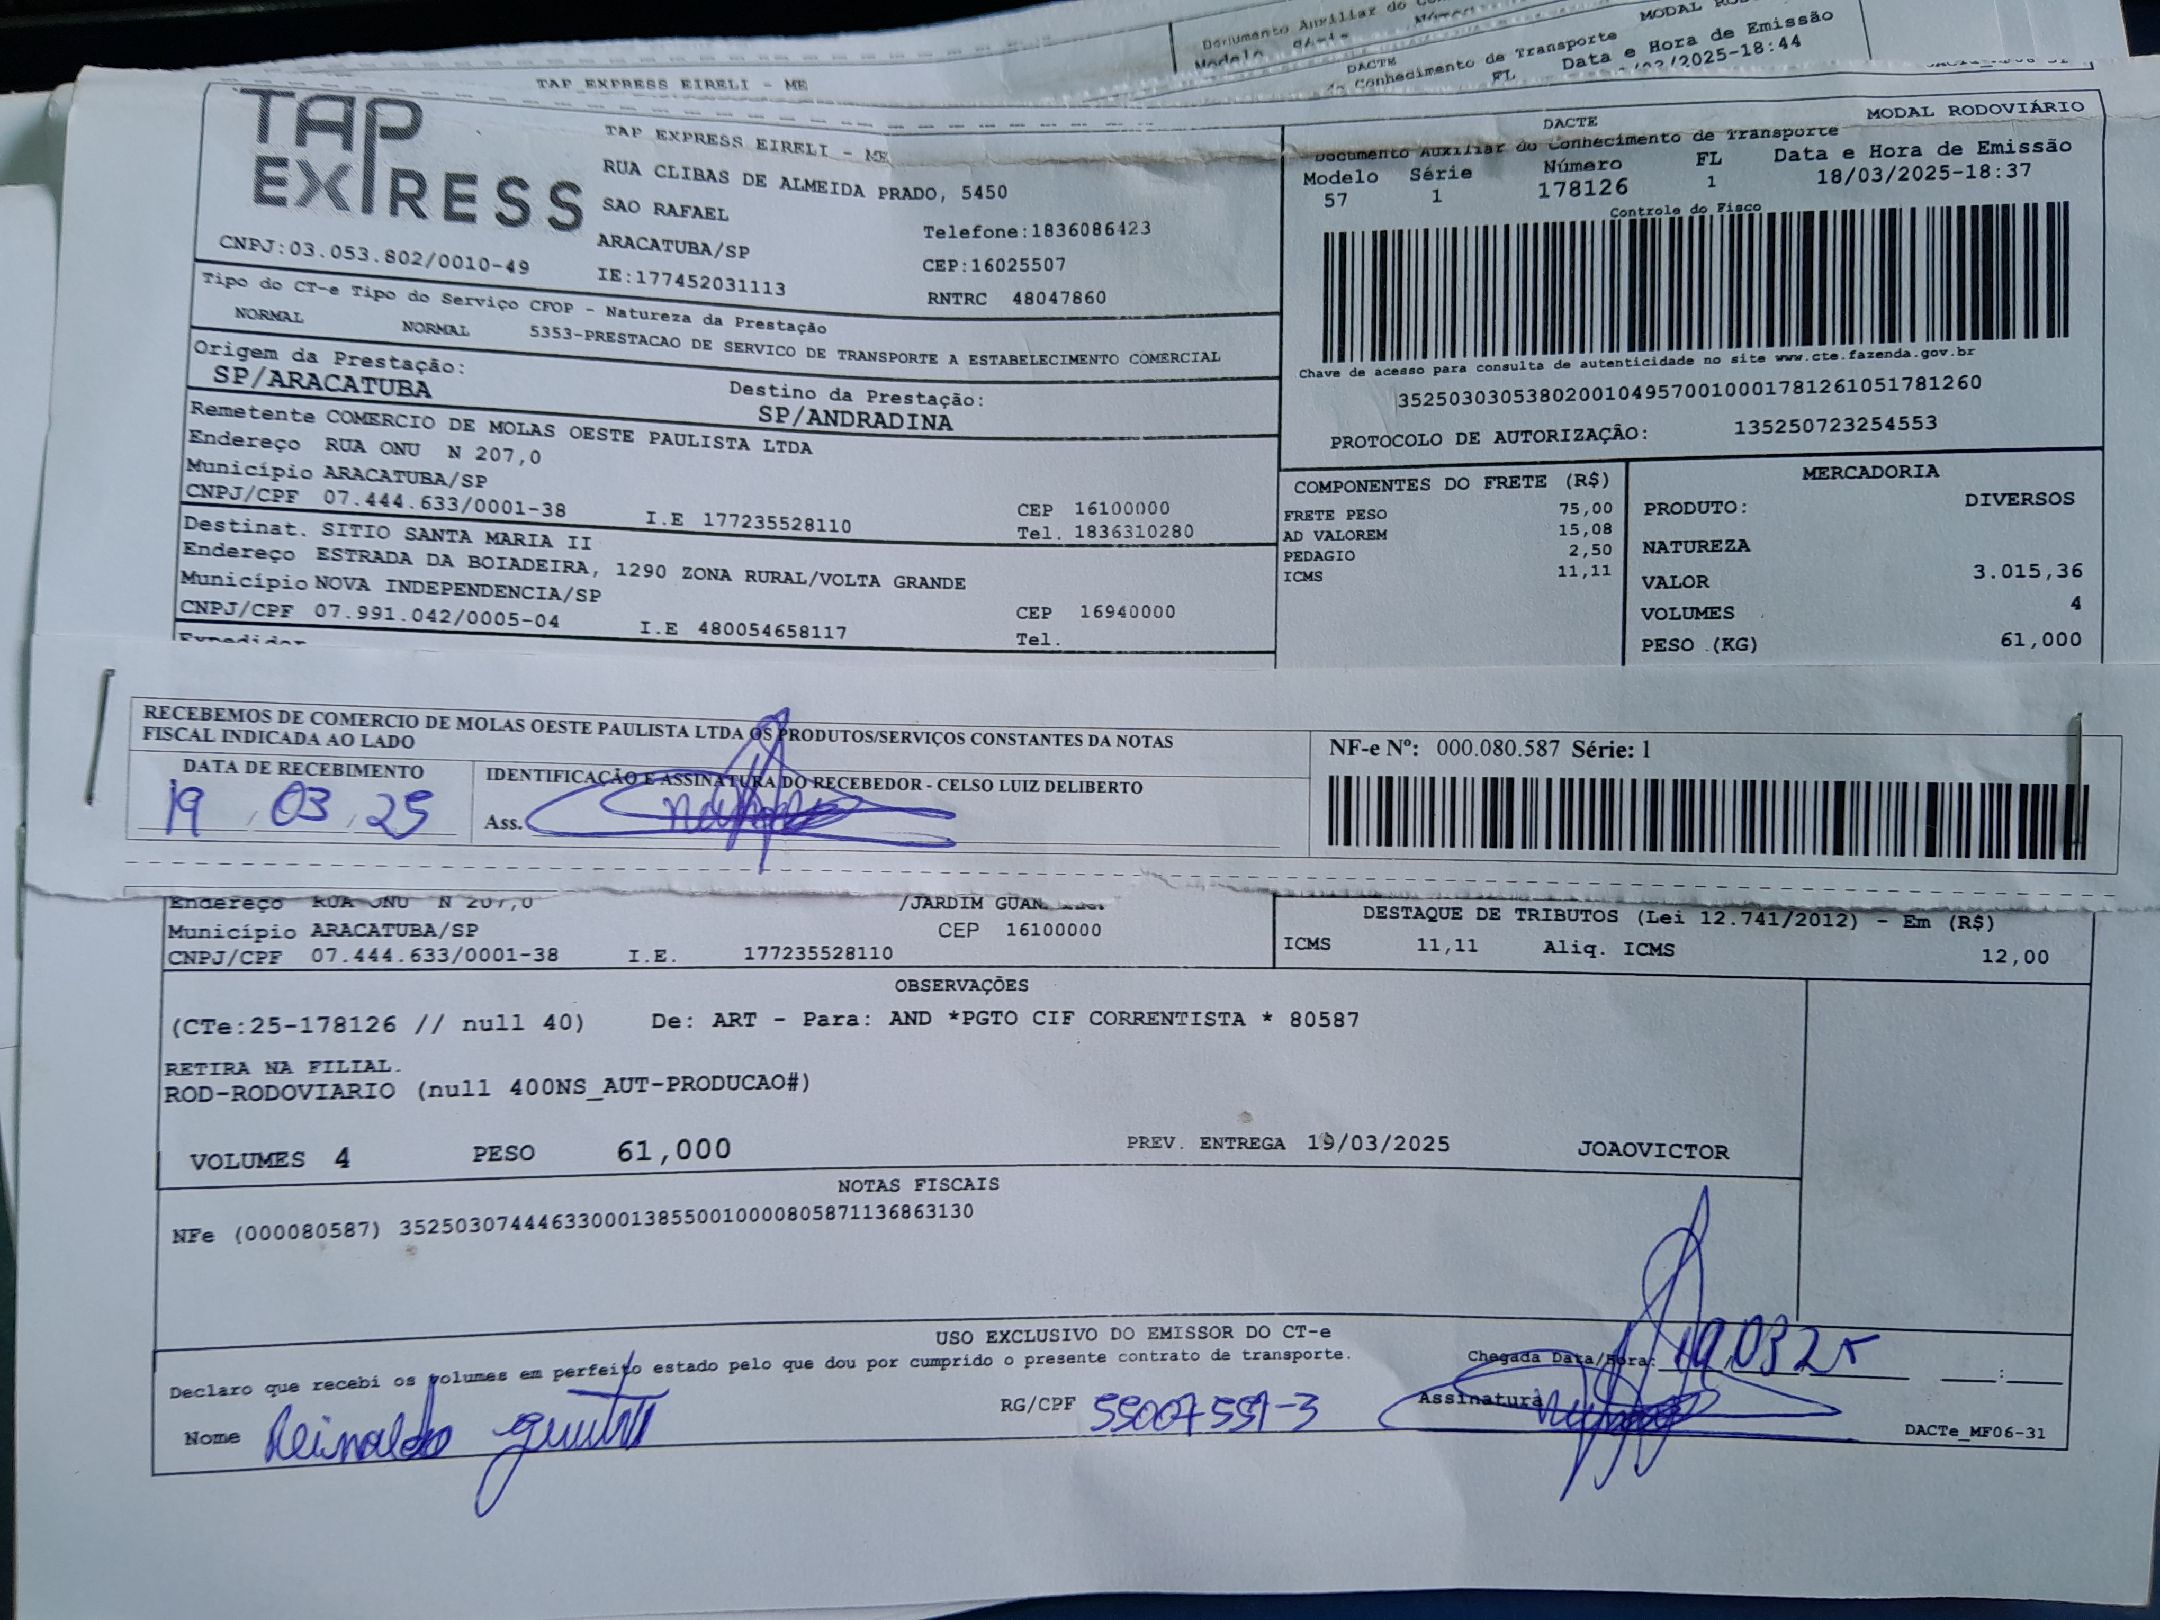 Documento Auxiliar do
DACTE
MODAL
Conhecimento de Transporte
FL Data e Hora de Emissão
/2025-18:44
TAP EXPRESS EIRELI - ME
TAP
EXPRESS
CNPJ:03.053.802/0010-49
TAP EXPRESS EIRELI - ME
RUA CLIBAS DE ALMEIDA PRADO, 5450
SAO RAFAEL
ARACATUBA/SP
IE:177452031113
Telefone:1836086423
CEP:16025507
RNTRC 48047860
DACTE
MODAL RODOVIÁRIO
Documento Auxiliar do Conhecimento de Transporte
Modelo Série Número FL Data e Hora de Emissão
57 1 178126 1 18/03/2025-18:37
Controle do Fisco
Chave de acesso para consulta de autenticidade no site www.cte.fazenda.gov.br
35250303053802001049570010001781261051781260
PROTOCOLO DE AUTORIZAÇÃO: 135250723254553
Tipo do CT-e Tipo do Serviço CFOP - Natureza da Prestação
NORMAL NORMAL 5353-PRESTACAO DE SERVICO DE TRANSPORTE A ESTABELECIMENTO COMERCIAL
Origem da Prestação: Destino da Prestação:
SP/ARACATUBA SP/ANDRADINA
Remetente COMERCIO DE MOLAS OESTE PAULISTA LTDA
Endereço RUA ONU N 207,0
Município ARACATUBA/SP CEP 16100000
CNPJ/CPF 07.444.633/0001-38 I.E 177235528110 Tel. 1836310280
Destinat. SITIO SANTA MARIA II
Endereço ESTRADA DA BOIADEIRA, 1290 ZONA RURAL/VOLTA GRANDE
Município NOVA INDEPENDENCIA/SP CEP 16940000
CNPJ/CPF 07.991.042/0005-04 I.E 480054658117 Tel.
Expedidor
COMPONENTES DO FRETE (R$)
FRETE PESO 75,00
AD VALOREM 15,08
PEDAGIO 2,50
ICMS 11,11
MERCADORIA
PRODUTO: DIVERSOS
NATUREZA
VALOR 3.015,36
VOLUMES 4
PESO (KG) 61,000
RECEBEMOS DE COMERCIO DE MOLAS OESTE PAULISTA LTDA OS PRODUTOS/SERVIÇOS CONSTANTES DA NOTAS
FISCAL INDICADA AO LADO
DATA DE RECEBIMENTO
19 03 25
IDENTIFICAÇÃO E ASSINATURA DO RECEBEDOR - CELSO LUIZ DELIBERTO
Ass.
NF-e Nº: 000.080.587 Série: 1
Endereço RUA ONU N 207,0 /JARDIM
Município ARACATUBA/SP CEP 16100000
CNPJ/CPF 07.444.633/0001-38 I.E. 177235528110
DESTAQUE DE TRIBUTOS (Lei 12.741/2012) - Em (R$)
ICMS 11,11 Aliq. ICMS 12,00
OBSERVAÇÕES
(CTe:25-178126 // null 40) De: ART - Para: AND *PGTO CIF CORRENTISTA * 80587
RETIRA NA FILIAL.
ROD-RODOVIARIO (null 400NS_AUT-PRODUCAO#)
VOLUMES 4 PESO 61,000 PREV. ENTREGA 19/03/2025 JOAOVICTOR
NOTAS FISCAIS
NFe (000080587) 35250307444633000138550010000805871136863130
USO EXCLUSIVO DO EMISSOR DO CT-e
Declaro que recebi os volumes em perfeito estado pelo que dou por cumprido o presente contrato de transporte.
Chegada Data/Hora: 19 03 25 :
Nome Reinaldo RG/CPF 55007551-3 Assinatura
DACTe_MF06-31